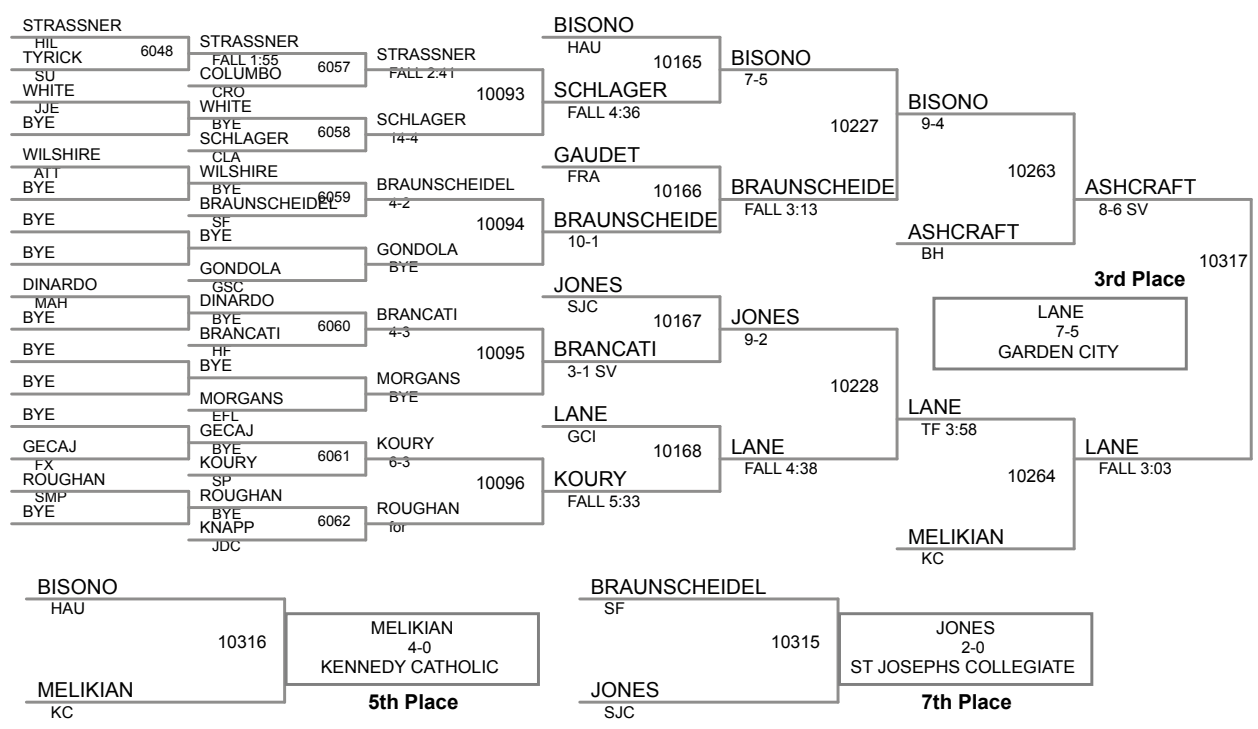 STRASSNER
HIL
6048
TYRICK
SU
WHITE
JJE
BYE
WILSHIRE
ATT
BYE
BYE
BYE
DINARDO
MAH
BYE
BYE
BYE
BYE
GECAJ
FX
ROUGHAN
SMP
BYE
STRASSNER
FALL 1:55
6057
COLUMBO
CRO
WHITE
BYE
6058
SCHLAGER
CLA
WILSHIRE
BYE
6059
BRAUNSCHEIDEL
SF
BYE
GONDOLA
GSC
DINARDO
BYE
6060
BRANCATI
HF
BYE
MORGANS
EFL
GECAJ
BYE
6061
KOURY
SP
ROUGHAN
BYE
6062
KNAPP
JDC
STRASSNER
FALL 2:41
10093
SCHLAGER
14-4
BRAUNSCHEIDEL
4-2
10094
GONDOLA
BYE
BRANCATI
4-3
10095
MORGANS
BYE
KOURY
6-3
10096
ROUGHAN
for
BISONO
HAU
10165
SCHLAGER
FALL 4:36
GAUDET
FRA
10166
BRAUNSCHEIDE
10-1
JONES
SJC
10167
BRANCATI
3-1 SV
LANE
GCI
10168
KOURY
FALL 5:33
BISONO
7-5
10227
BRAUNSCHEIDE
FALL 3:13
JONES
9-2
10228
LANE
FALL 4:38
BISONO
9-4
10263
ASHCRAFT
BH
LANE
TF 3:58
10264
MELIKIAN
KC
ASHCRAFT
8-6 SV
10317
LANE
FALL 3:03
3rd Place
LANE
7-5
GARDEN CITY
BISONO
HAU
10316
MELIKIAN
KC
MELIKIAN
4-0
KENNEDY CATHOLIC
5th Place
BRAUNSCHEIDEL
SF
10315
JONES
SJC
JONES
2-0
ST JOSEPHS COLLEGIATE
7th Place